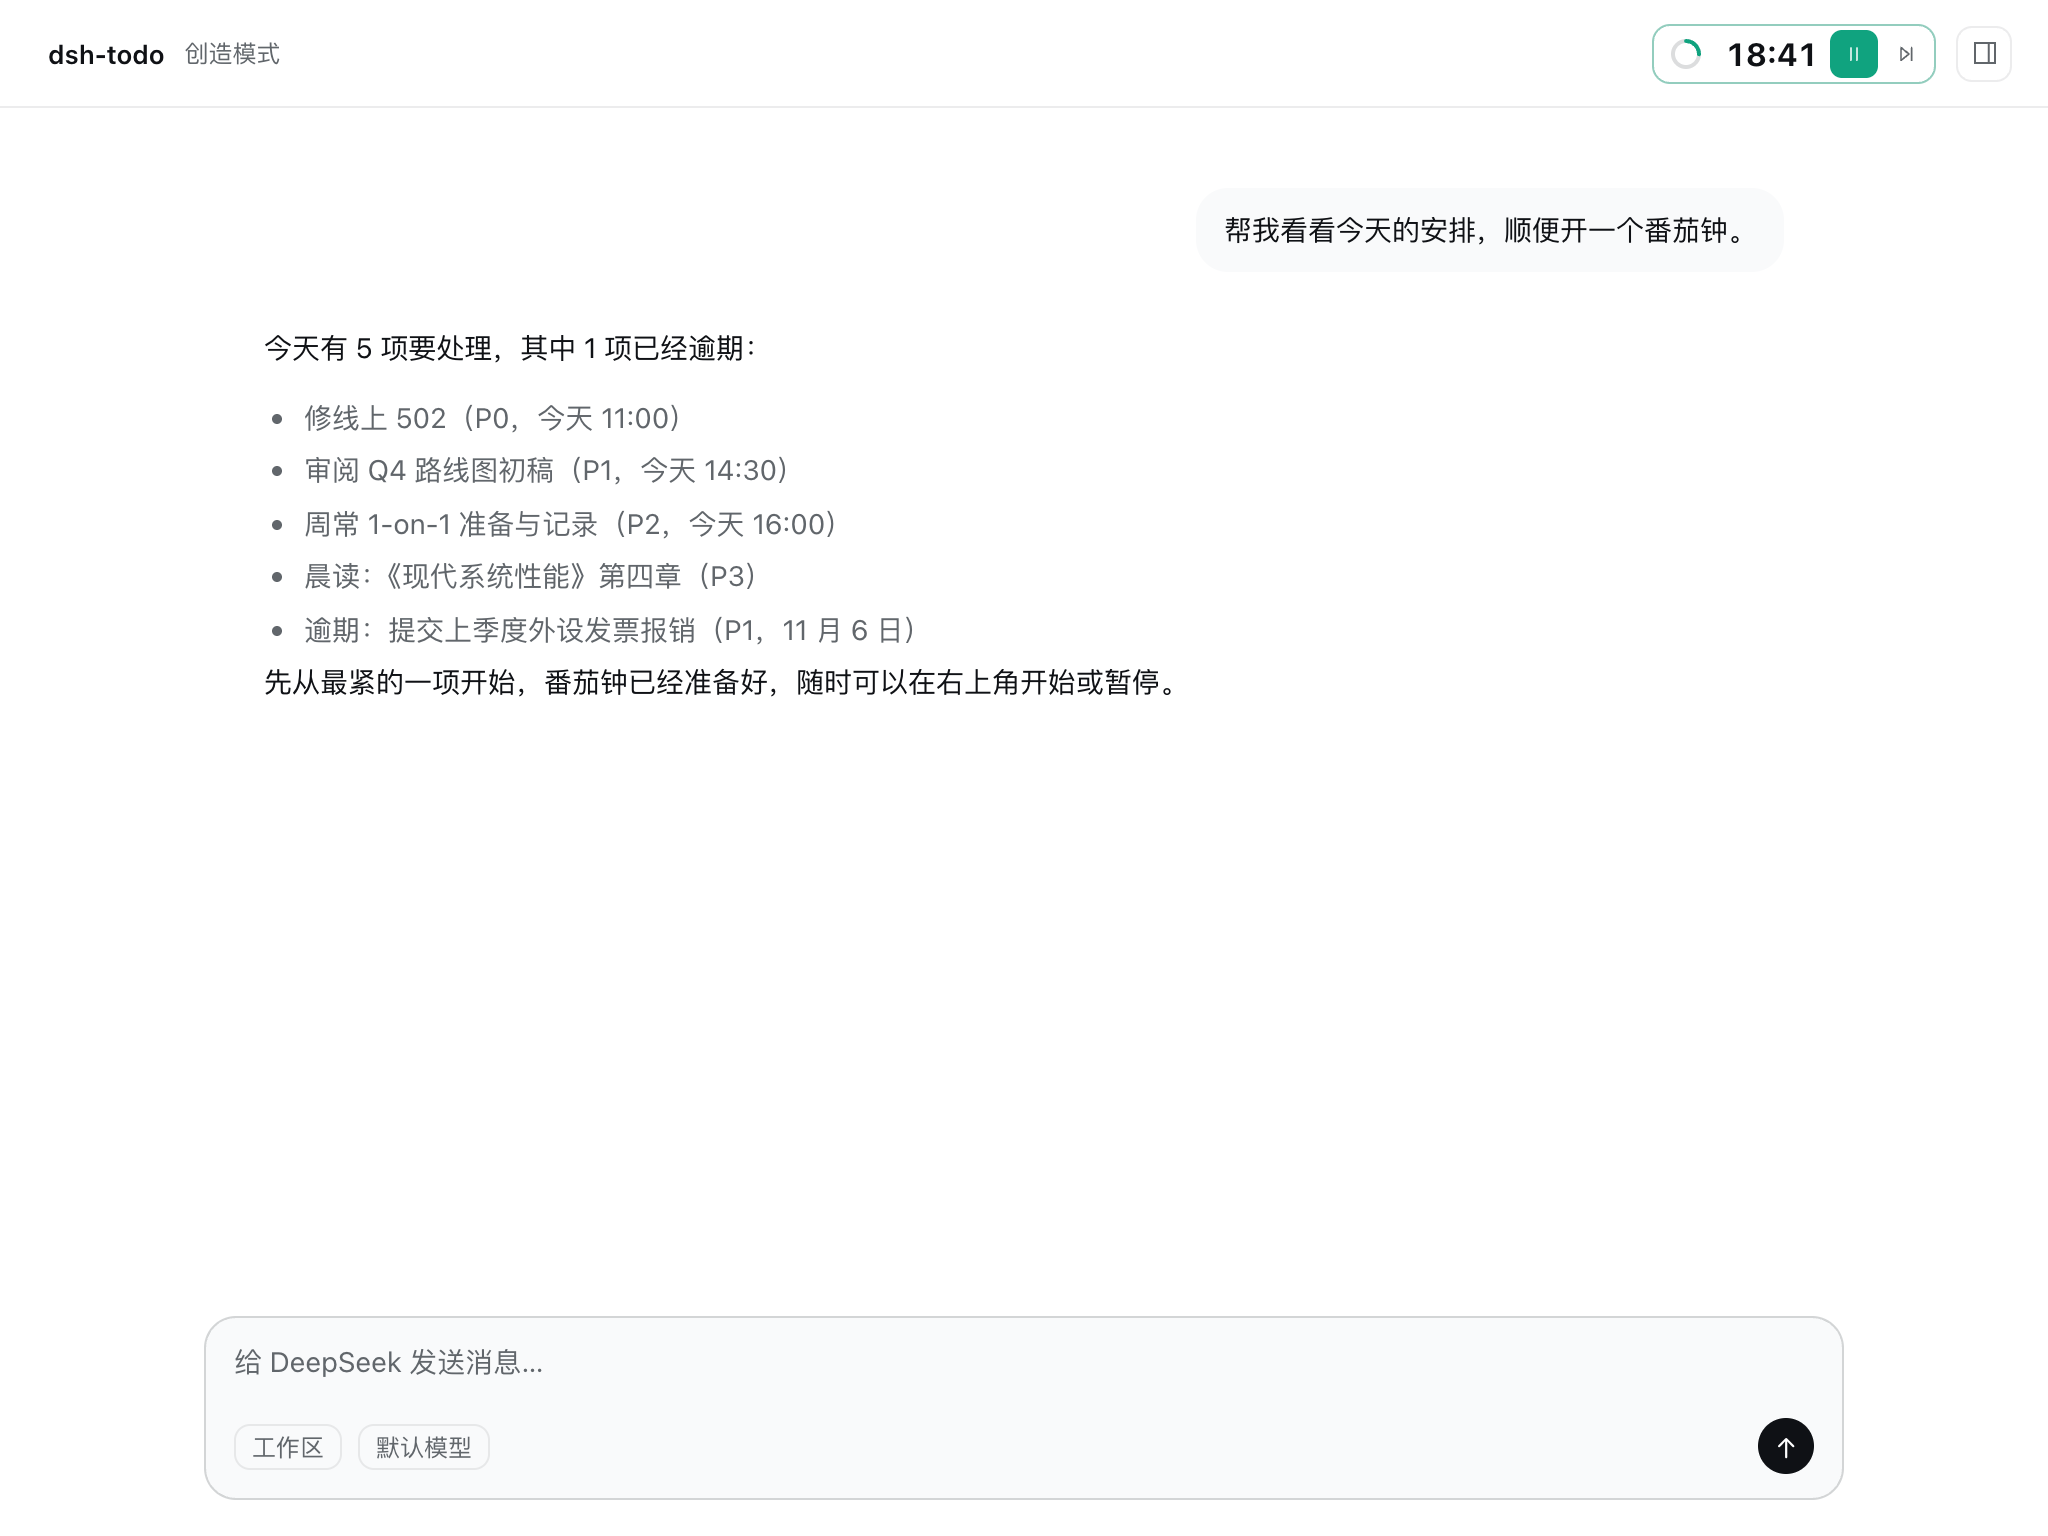 dsh-todo 创造模式
18:41
帮我看看今天的安排，顺便开一个番茄钟。
今天有 5 项要处理，其中 1 项已经逾期：
修线上 502（P0，今天 11:00）
审阅 Q4 路线图初稿（P1，今天 14:30）
周常 1-on-1 准备与记录（P2，今天 16:00）
晨读：《现代系统性能》第四章（P3）
逾期：提交上季度外设发票报销（P1，11 月 6 日）
先从最紧的一项开始，番茄钟已经准备好，随时可以在右上角开始或暂停。
给 DeepSeek 发送消息...
工作区 默认模型